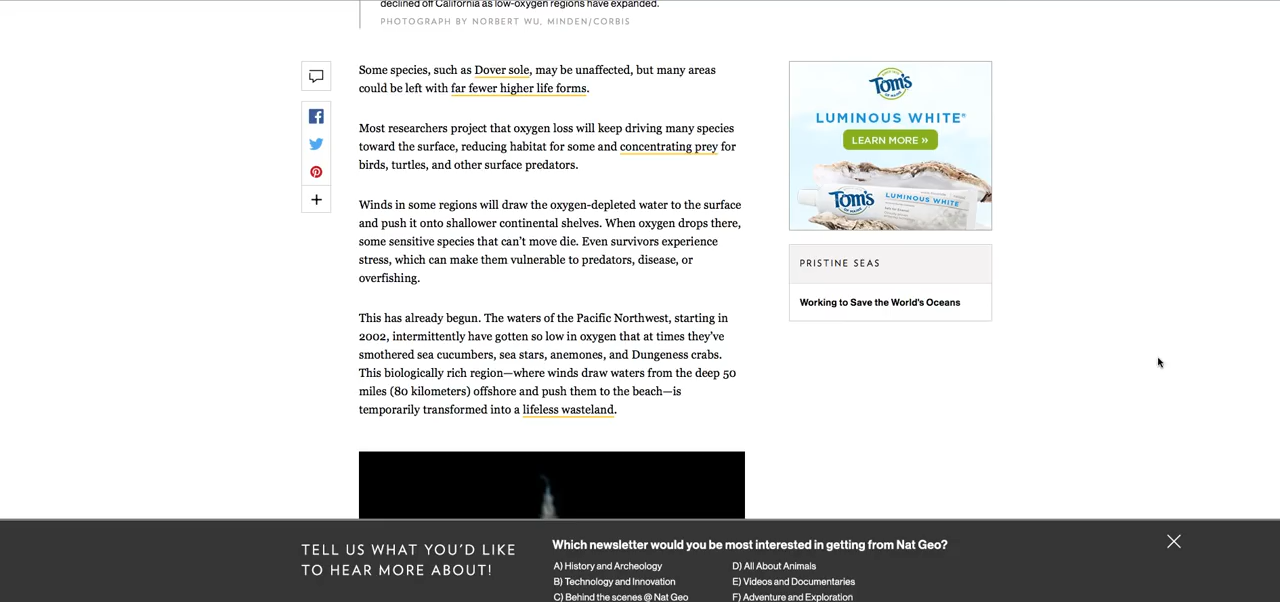 declined off California as low-oxygen regions have expanded.
PHOTOGRAPH BY NORBERT WU, MINDEN/CORBIS
Some species, such as Dover sole, may be unaffected, but many areas
could be left with far fewer higher life forms.
Most researchers project that oxygen loss will keep driving many species
toward the surface, reducing habitat for some and concentrating prey for
birds, turtles, and other surface predators.
Winds in some regions will draw the oxygen-depleted water to the surface
and push it onto shallower continental shelves. When oxygen drops there,
some sensitive species that can't move die. Even survivors experience
stress, which can make them vulnerable to predators, disease, or
overfishing.
This has already begun. The waters of the Pacific Northwest, starting in
2002, intermittently have gotten so low in oxygen that at times they've
smothered sea cucumbers, sea stars, anemones, and Dungeness crabs.
This biologically rich region—where winds draw waters from the deep 50
miles (80 kilometers) offshore and push them to the beach—is
temporarily transformed into a lifeless wasteland.
Tom's
OF MAINE
LUMINOUS WHITE®
LEARN MORE »
Tom's
LUMINOUS WHITE
PRISTINE SEAS
Working to Save the World's Oceans
TELL US WHAT YOU'D LIKE
TO HEAR MORE ABOUT!
Which newsletter would you be most interested in getting from Nat Geo?
A) History and Archeology
B) Technology and Innovation
C) Behind the scenes @ Nat Geo
D) All About Animals
E) Videos and Documentaries
F) Adventure and Exploration